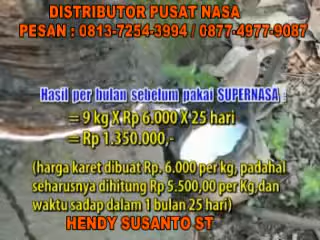 DISTRIBUTOR PUSAT NASA
PESAN : 0813-7254-3994 / 0877-4977-9087
Hasil per bulan sebelum pakai SUPERNASA :
= 9 kg X Rp 6.000 X 25 hari
= Rp 1.350.000,-
(harga karet dibuat Rp. 6.000 per kg, padahal
seharusnya dihitung Rp 5.500,00 per Kg,dan
waktu sadap dalam 1 bulan 25 hari)
HENDY SUSANTO ST